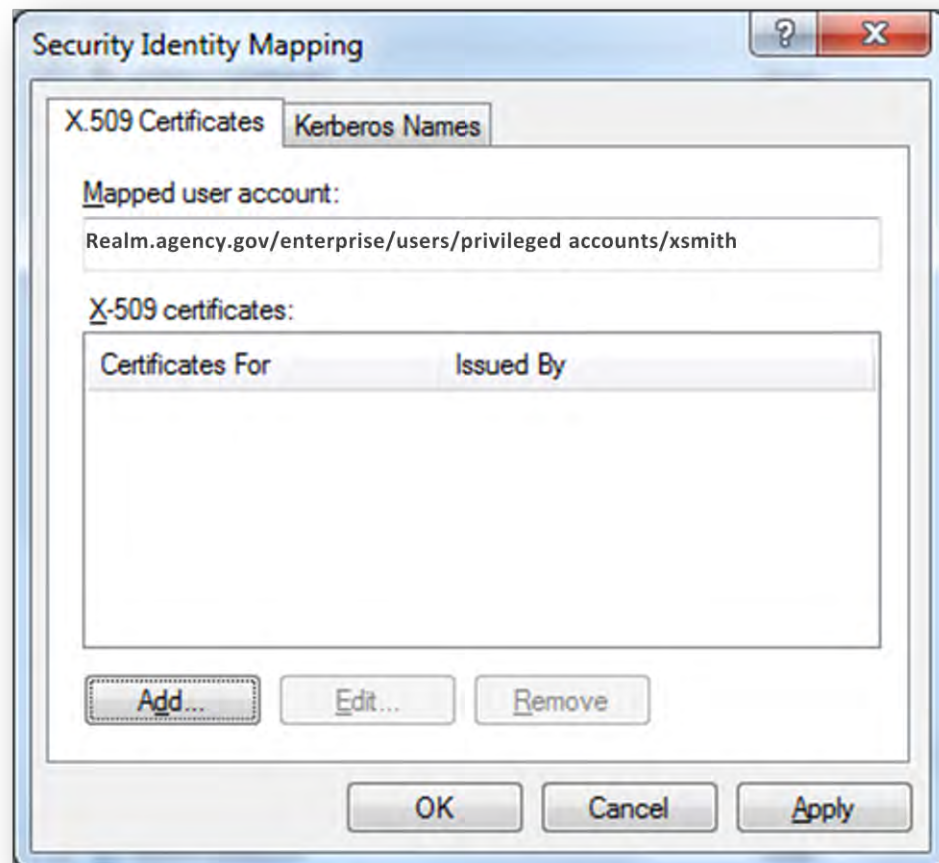 Security Identity Mapping
?
X.509 Certificates Kerberos Names
Mapped user account:
Realm.agency.gov/enterprise/users/privileged accounts/xsmith
X-509 certificates:
Certificates For Issued By
Add... Edit... Remove
OK Cancel Apply